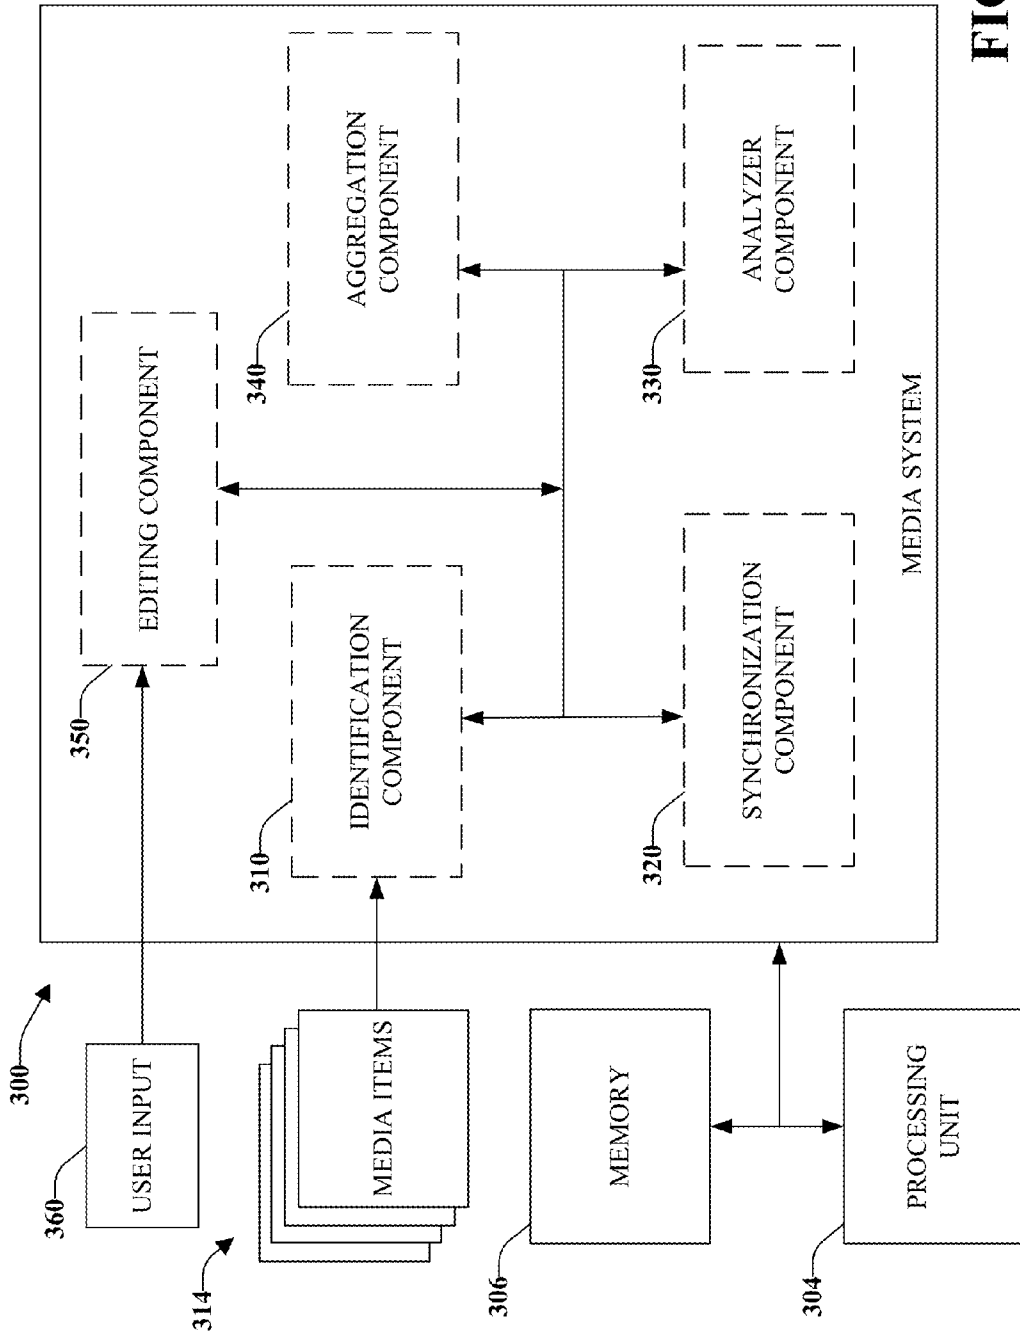 300
360
USER INPUT
350
EDITING COMPONENT
314
MEDIA ITEMS
310
IDENTIFICATION
COMPONENT
340
AGGREGATION
COMPONENT
306
MEMORY
304
PROCESSING
UNIT
320
SYNCHRONIZATION
COMPONENT
330
ANALYZER
COMPONENT
MEDIA SYSTEM